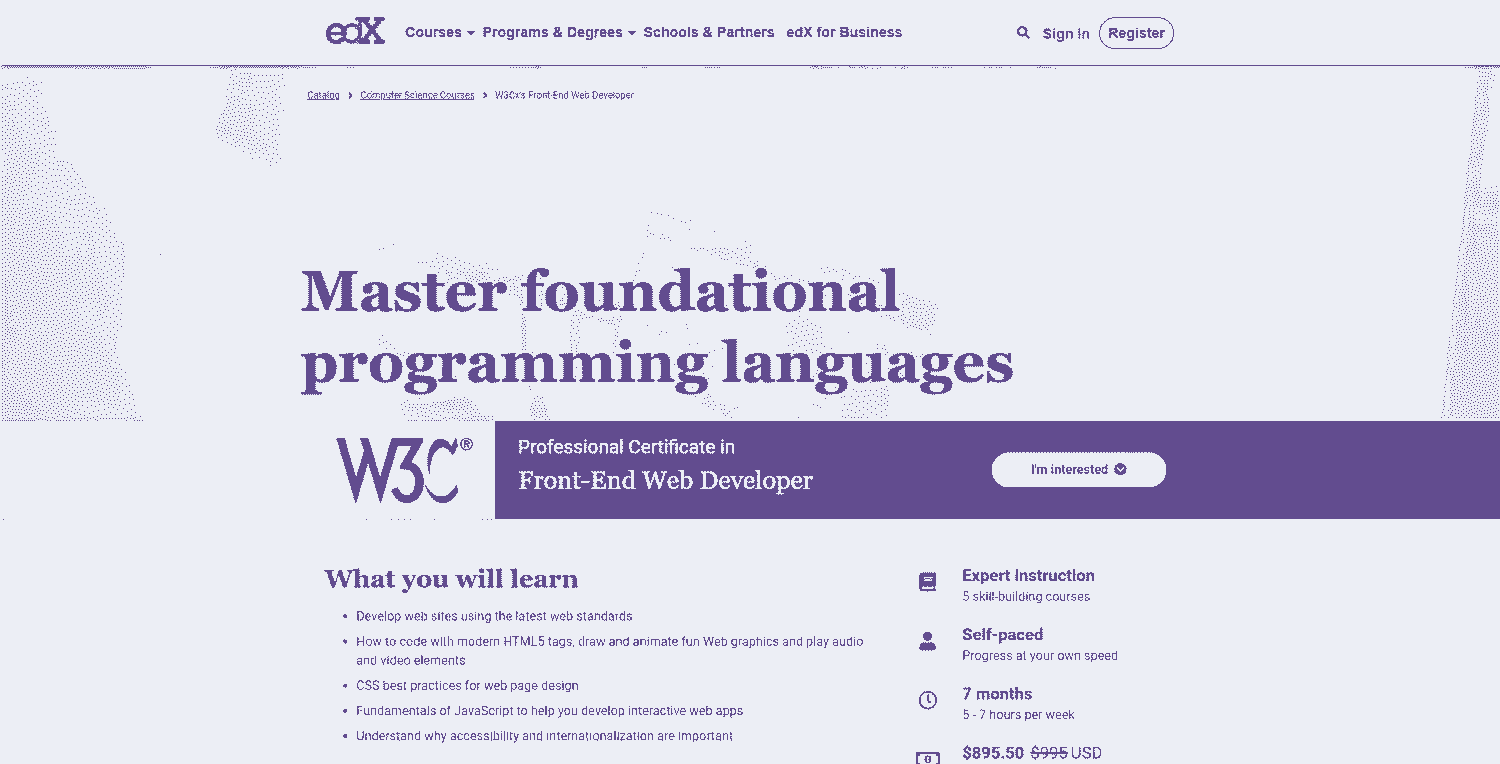 edX Courses Programs & Degrees Schools & Partners edX for Business Sign In Register
Catalog Computer Science Courses W3Cx's Front-End Web Developer
Master foundational
programming languages
W3C®
Professional Certificate in
Front-End Web Developer
I'm interested
What you will learn
Develop web sites using the latest web standards
How to code with modern HTML5 tags, draw and animate fun Web graphics and play audio
and video elements
CSS best practices for web page design
Fundamentals of JavaScript to help you develop interactive web apps
Understand why accessibility and internationalization are important
Expert Instruction
5 skill-building courses
Self-paced
Progress at your own speed
7 months
5 - 7 hours per week
$895.50 $995 USD